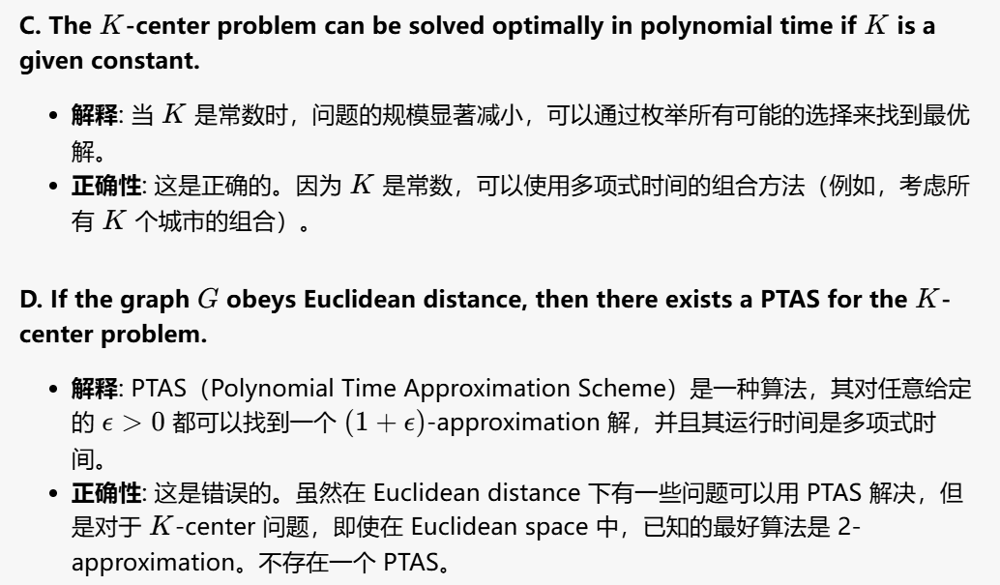 C. The K-center problem can be solved optimally in polynomial time if K is a
given constant.
• 解释: 当 K 是常数时，问题的规模显著减小，可以通过枚举所有可能的选择来找到最优
解。
• 正确性: 这是正确的。因为 K 是常数，可以使用多项式时间的组合方法（例如，考虑所
有 K 个城市的组合）。
D. If the graph G obeys Euclidean distance, then there exists a PTAS for the K-
center problem.
• 解释: PTAS（Polynomial Time Approximation Scheme）是一种算法，其对任意给定
的 ϵ > 0 都可以找到一个 (1 + ϵ)-approximation 解，并且其运行时间是多项式时
间。
• 正确性: 这是错误的。虽然在 Euclidean distance 下有一些问题可以用 PTAS 解决，但
是对于 K-center 问题，即使在 Euclidean space 中，已知的最好算法是 2-
approximation。不存在一个 PTAS。